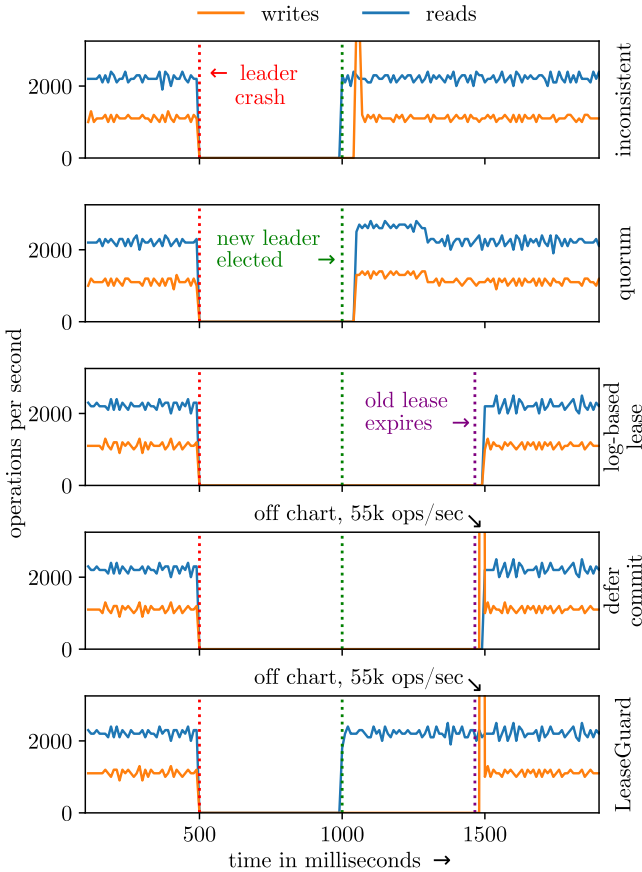 writes reads
2000
0
← leader
crash
inconsistent
2000
0
new leader
elected →
quorum
operations per second
2000
0
old lease
expires →
log-based
lease
off chart, 55k ops/sec
2000
0
defer
commit
off chart, 55k ops/sec
2000
0
LeaseGuard
500 1000 1500
time in milliseconds →